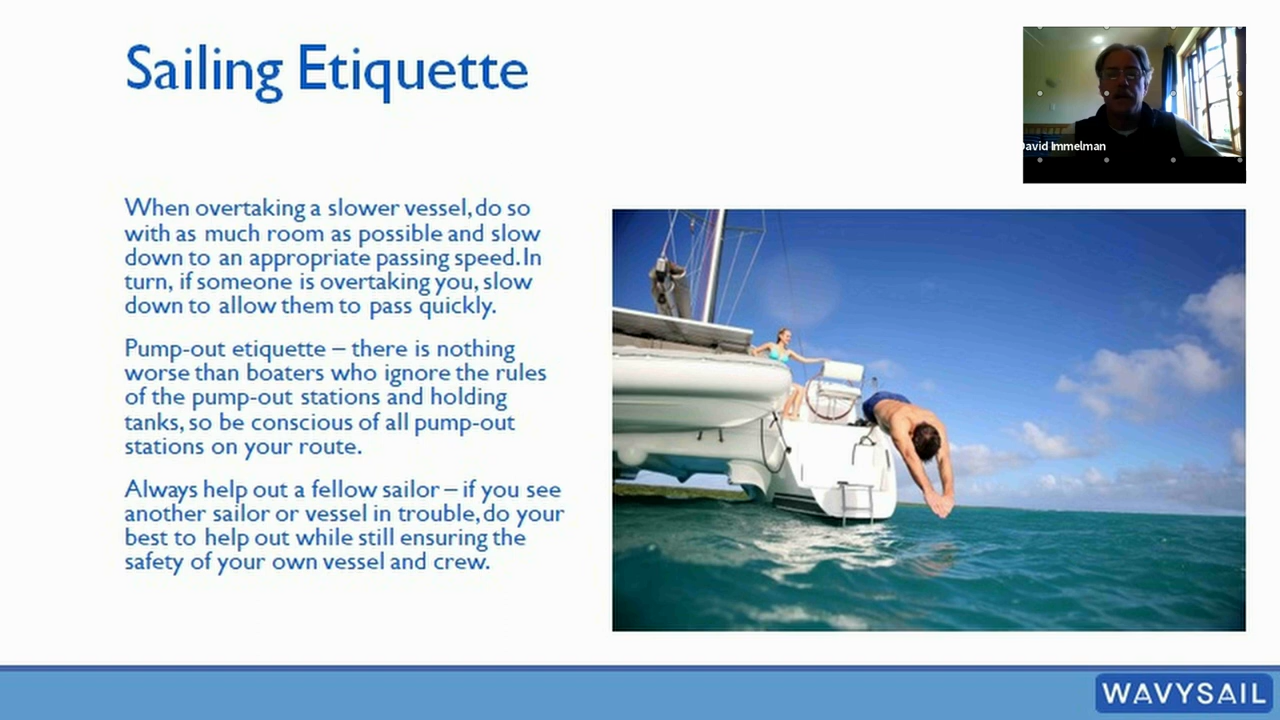 Sailing Etiquette
David Immelman
When overtaking a slower vessel, do so
with as much room as possible and slow
down to an appropriate passing speed. In
turn, if someone is overtaking you, slow
down to allow them to pass quickly.
Pump-out etiquette – there is nothing
worse than boaters who ignore the rules
of the pump-out stations and holding
tanks, so be conscious of all pump-out
stations on your route.
Always help out a fellow sailor – if you see
another sailor or vessel in trouble, do your
best to help out while still ensuring the
safety of your own vessel and crew.
WAVYSAIL